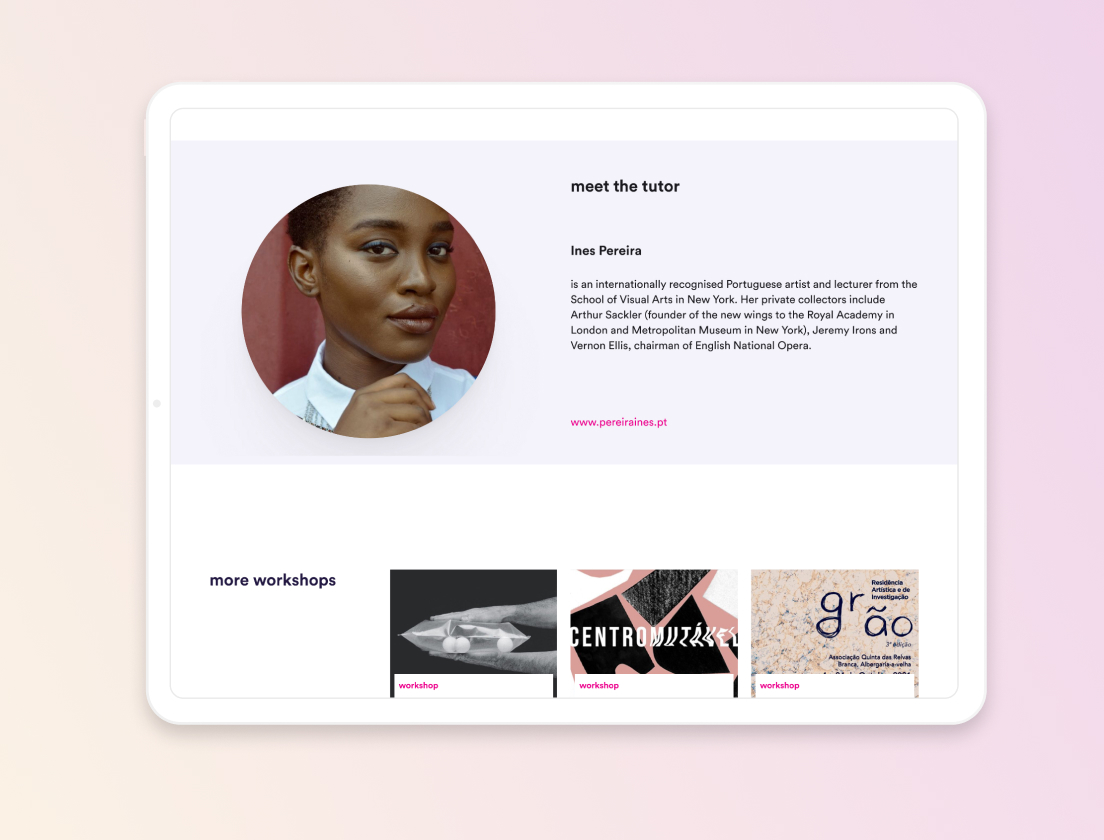 meet the tutor
Ines Pereira
is an internationally recognised Portuguese artist and lecturer from the
School of Visual Arts in New York. Her private collectors include
Arthur Sackler (founder of the new wings to the Royal Academy in
London and Metropolitan Museum in New York), Jeremy Irons and
Vernon Ellis, chairman of English National Opera.
www.pereiraines.pt
more workshops
CENTROMUTÁVEL
workshop
workshop
Residência
Artística e de
Investigação
grão
3ª edição
Associação Quinta das Relvas
Branca, Albergaria-a-velha
workshop